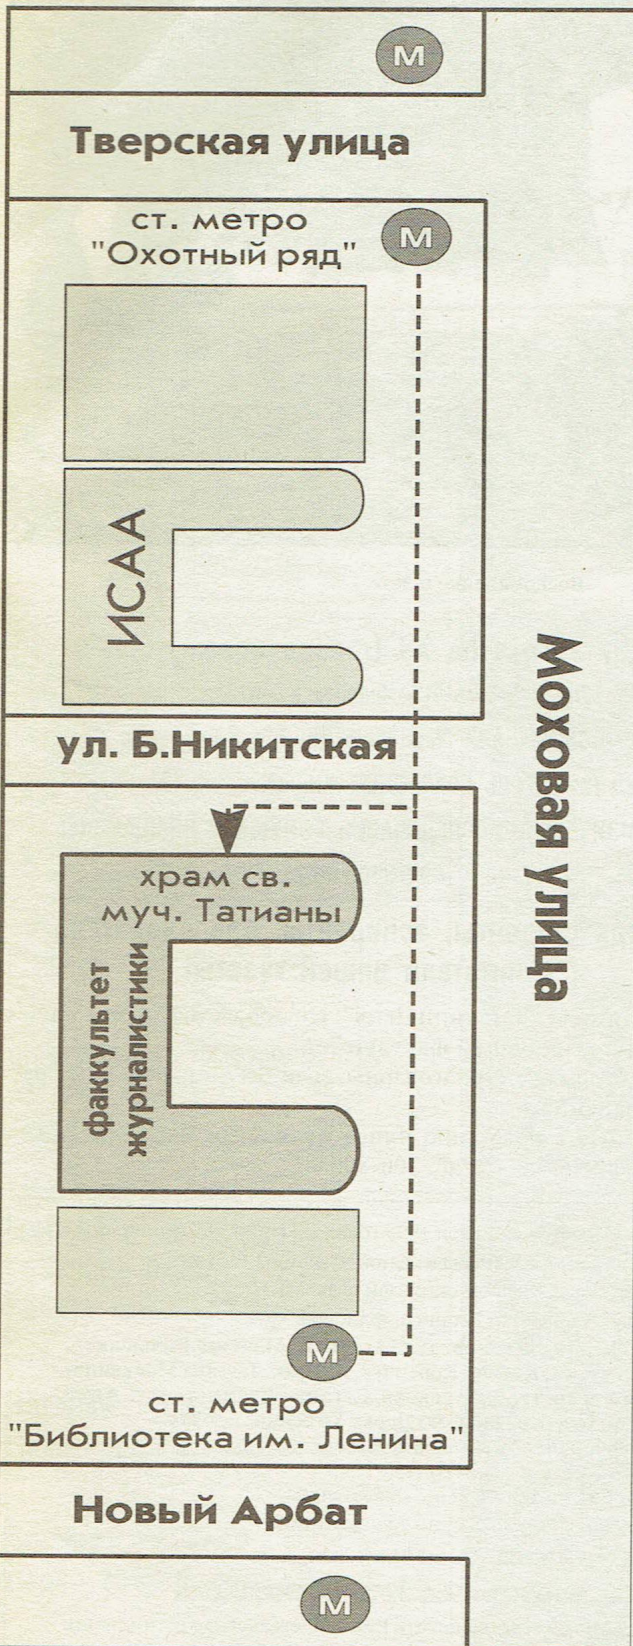 М
Тверская улица
ст. метро
"Охотный ряд"
М
ИСАА
Моховая улица
ул. Б.Никитская
храм св.
муч. Татианы
факкультет
журналистики
М
ст. метро
"Библиотека им. Ленина"
Новый Арбат
М